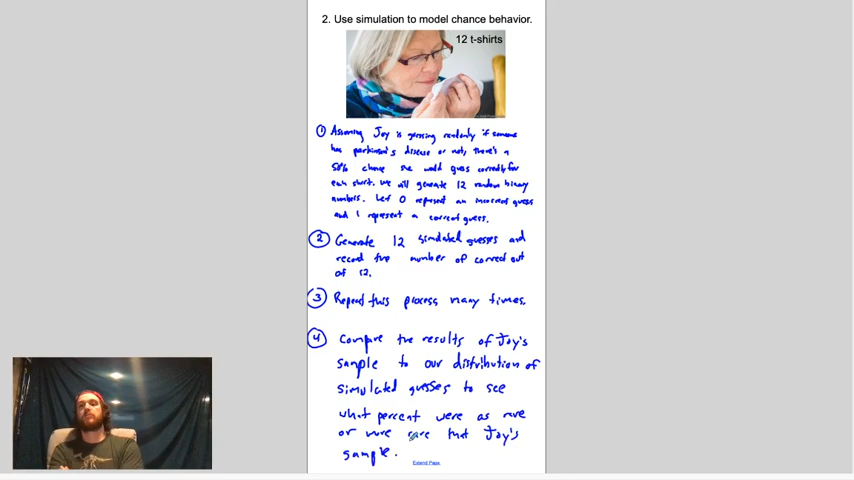 2. Use simulation to model chance behavior.
12 t-shirts
① Assuming Joy is guessing randomly if someone
has parkinson's disease or not, there's a
50% chance she would guess correctly for
each shirt. We will generate 12 random binary
numbers. Let 0 represent an incorrect guess
and 1 represent a correct guess.
② Generate 12 simulated guesses and
record the number of correct out
of 12.
③ Repeat this process many times.
④ Compare the results of Joy's
sample to our distribution of
simulated guesses to see
what percent were as rare
or more rare that Joy's
sample.
Extend Page